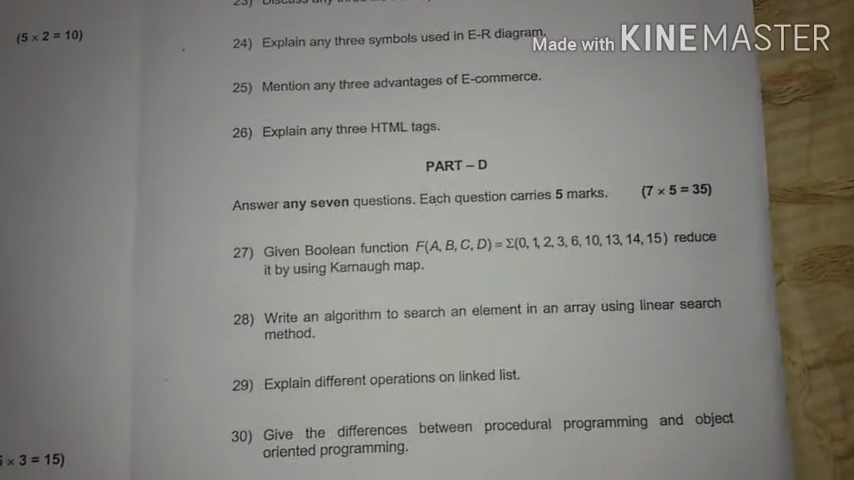 (5 × 2 = 10)
24) Explain any three symbols used in E-R diagram.
Made with KINEMASTER
25) Mention any three advantages of E-commerce.
26) Explain any three HTML tags.
PART – D
Answer any seven questions. Each question carries 5 marks. (7 × 5 = 35)
27) Given Boolean function F(A, B, C, D) = Σ(0, 1, 2, 3, 6, 10, 13, 14, 15) reduce
it by using Karnaugh map.
28) Write an algorithm to search an element in an array using linear search
method.
29) Explain different operations on linked list.
30) Give the differences between procedural programming and object
oriented programming.
× 3 = 15)